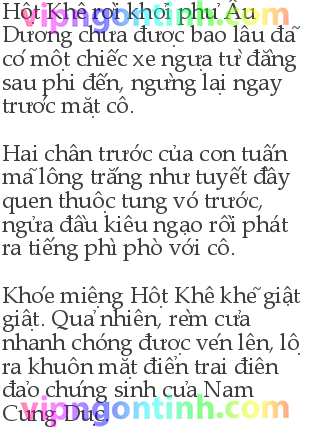 vipngontinh.com
Hột Khê rời khỏi phủ Âu
Dương chưa được bao lâu đã
có một chiếc xe ngựa từ đằng
sau phi đến, ngừng lại ngay
trước mặt cô.
Hai chân trước của con tuấn
mã lông trắng như tuyết đầy
quen thuộc tung vó trước,
ngửa đầu kiêu ngạo rồi phát
ra tiếng phì phò với cô.
Khóe miệng Hột Khê khẽ giật
giật. Quả nhiên, rèm cửa
nhanh chóng được vén lên, lộ
ra khuôn mặt điển trai điên
đảo chúng sinh của Nam
Cung Dục.
vipngontinh.com